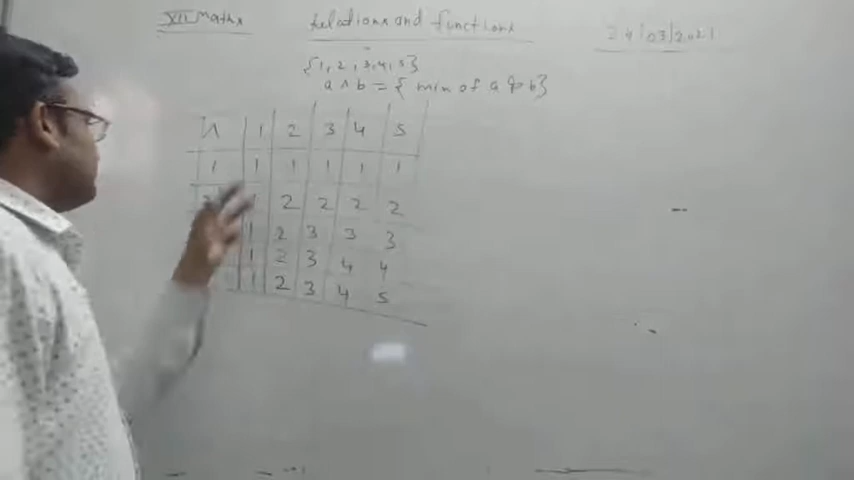 XII Maths
Relations and functions
24/03/2021
{1, 2, 3, 4, 5}
a ∧ b = { min of a & b}
∧ 1 2 3 4 5
1 1 1 1 1 1
2 2 2 2
1 2 3 3 3
1 2 3 4 4
1 2 3 4 5